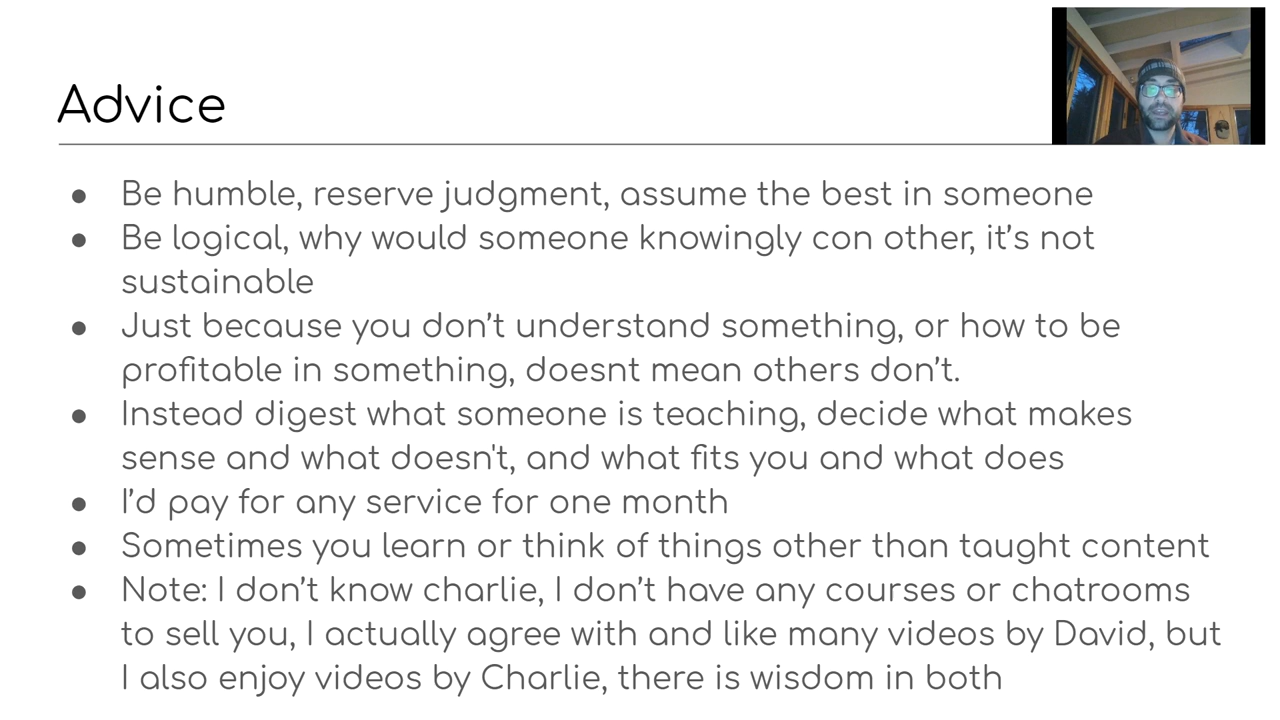 Advice
● Be humble, reserve judgment, assume the best in someone
● Be logical, why would someone knowingly con other, it's not
sustainable
● Just because you don't understand something, or how to be
profitable in something, doesnt mean others don't.
● Instead digest what someone is teaching, decide what makes
sense and what doesn't, and what fits you and what does
● I'd pay for any service for one month
● Sometimes you learn or think of things other than taught content
● Note: I don't know charlie, I don't have any courses or chatrooms
to sell you, I actually agree with and like many videos by David, but
I also enjoy videos by Charlie, there is wisdom in both